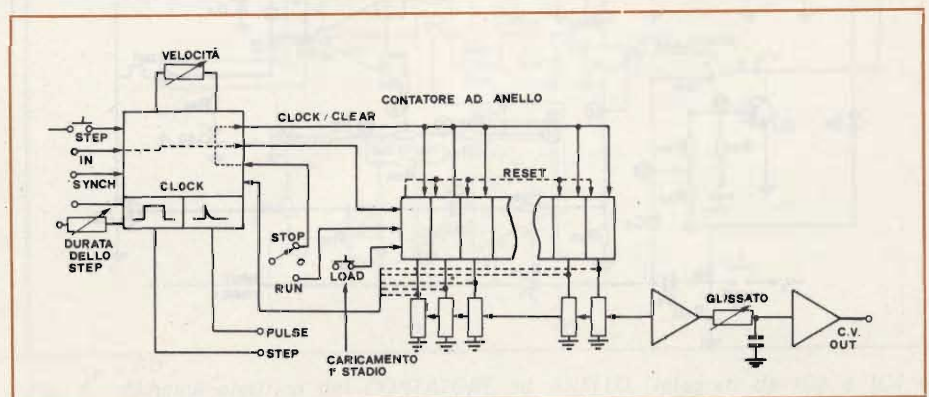 VELOCITÀ
CONTATORE AD ANELLO
CLOCK / CLEAR
STEP
IN
RESET
SYNCH
CLOCK
STOP
DURATA
DELLO
STEP
LOAD
RUN
GLISSATO
PULSE
C.V.
OUT
STEP
CARICAMENTO
1° STADIO